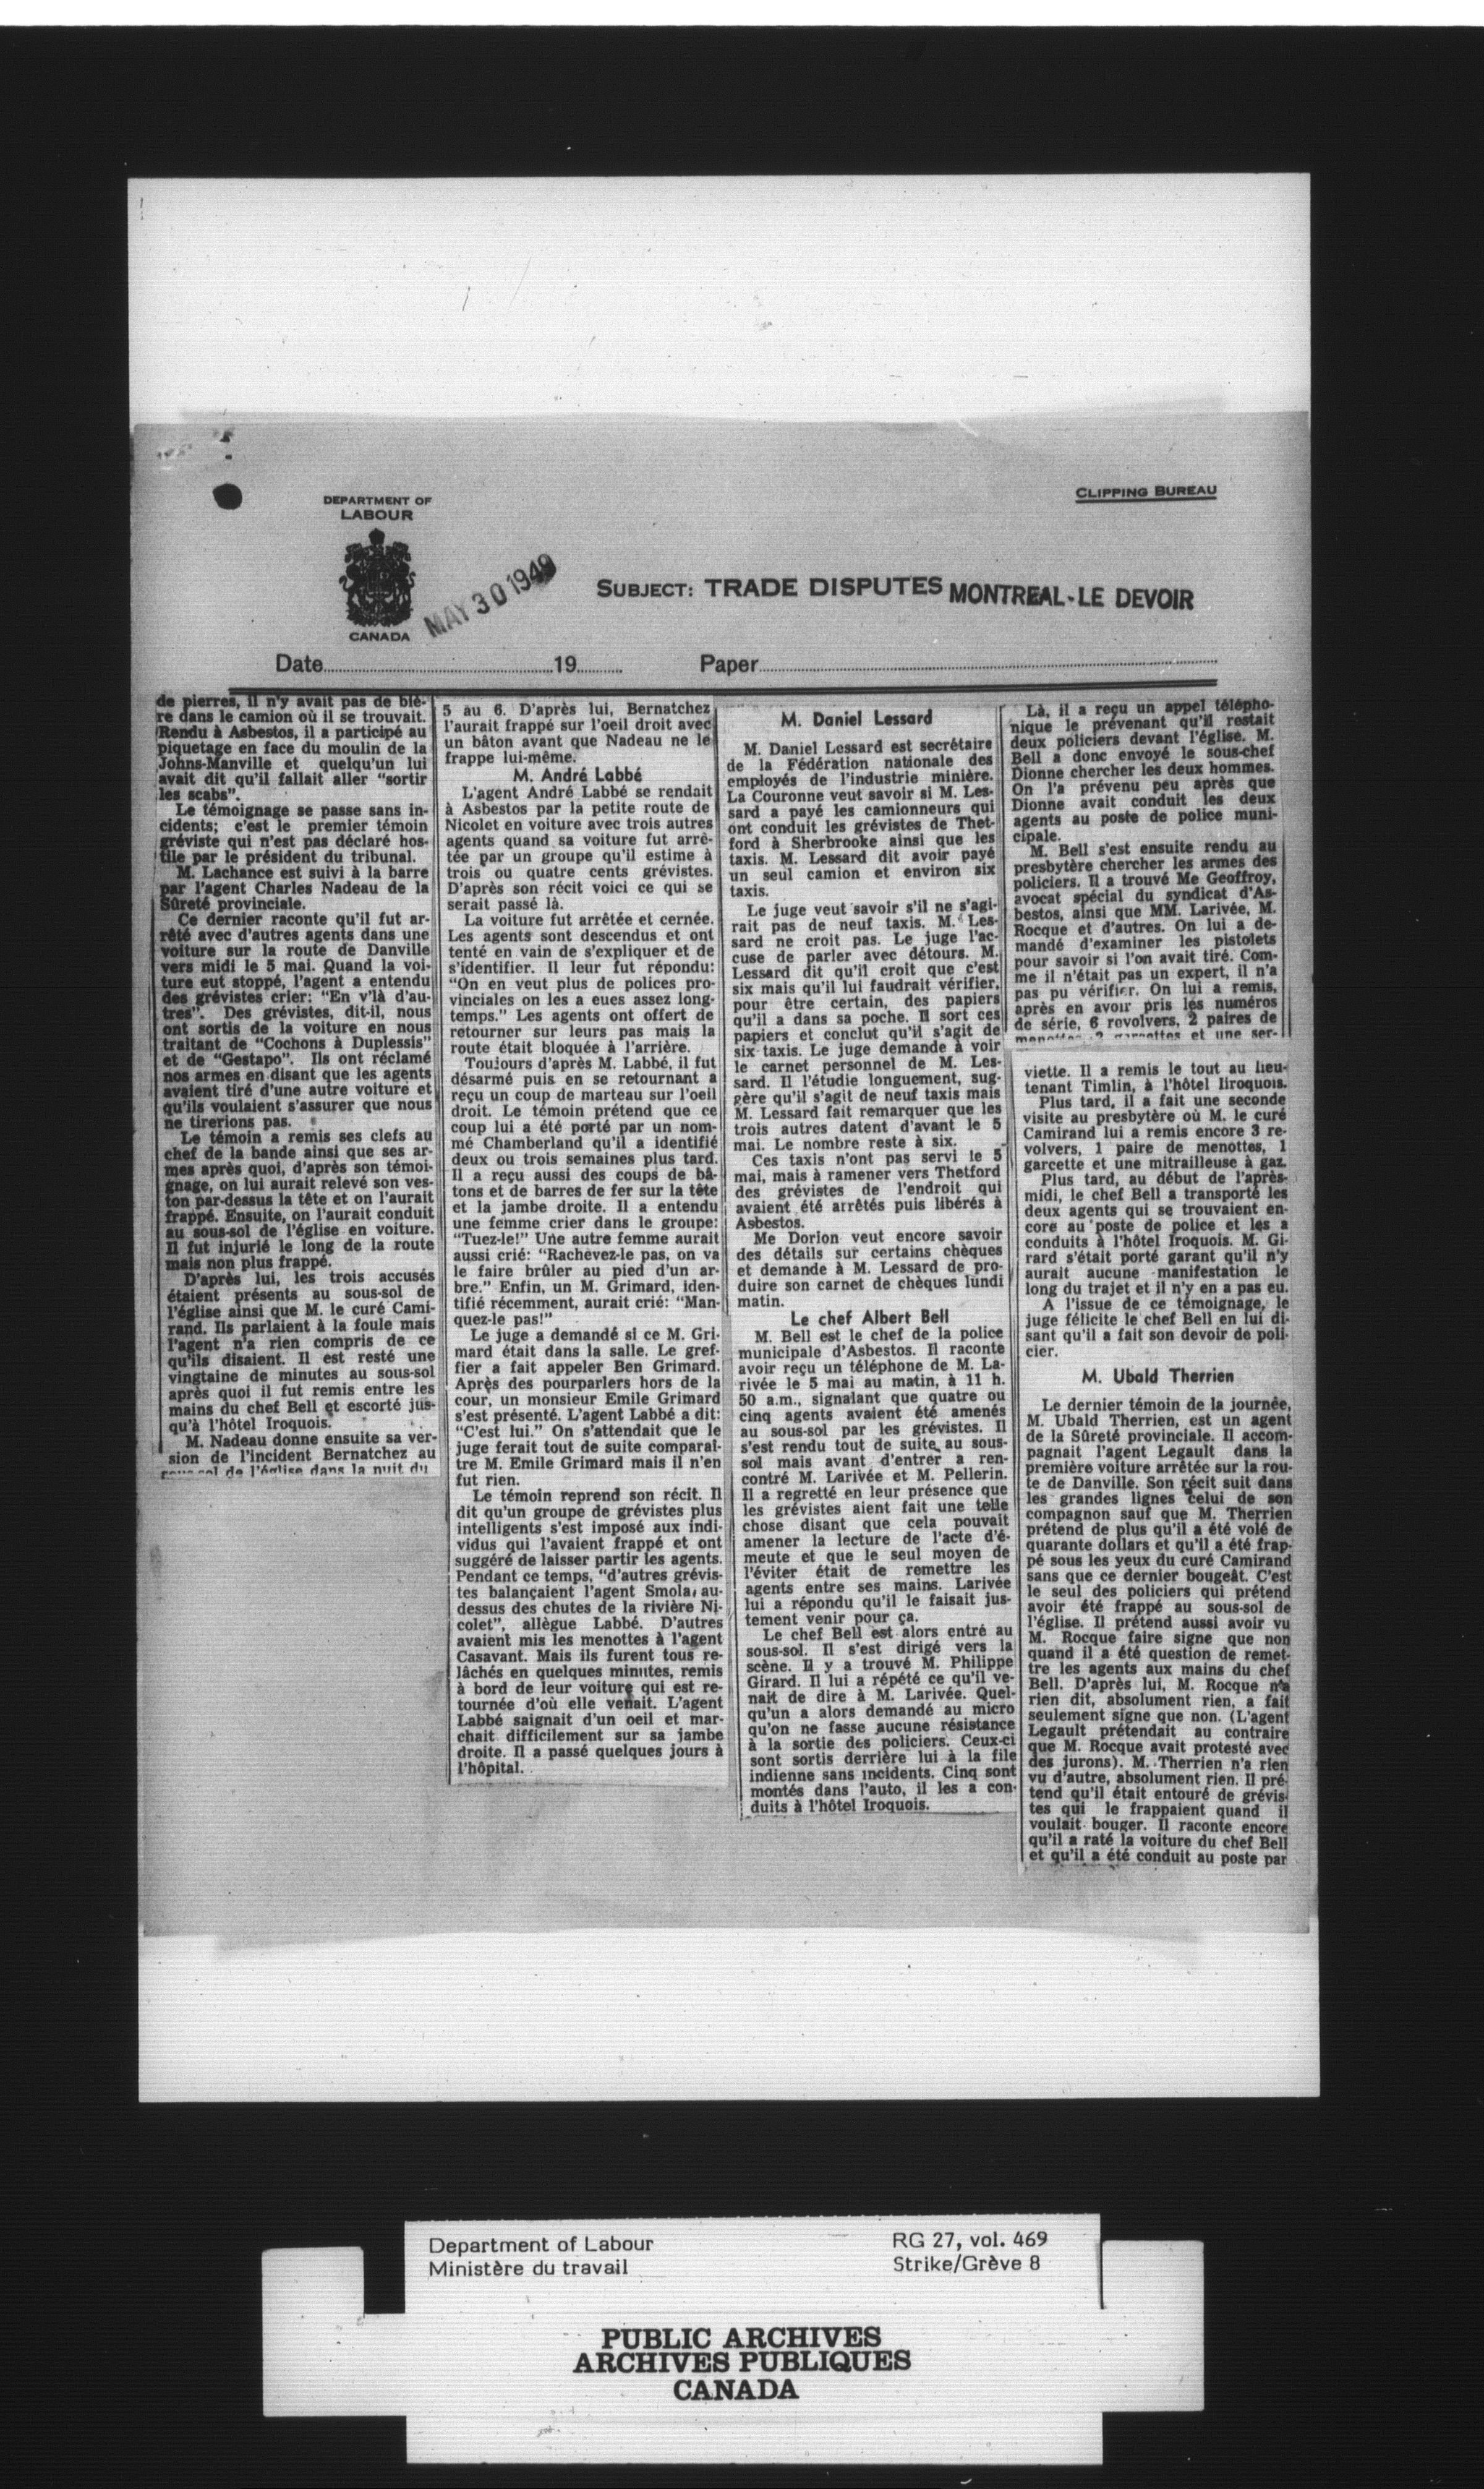 DEPARTMENT OF
LABOUR
CANADA
CLIPPING BUREAU
MAY 30 1949
SUBJECT: TRADE DISPUTES MONTREAL-LE DEVOIR
Date 19 Paper
de pierres, il n'y avait pas de biè-
re dans le camion où il se trouvait.
Rendu à Asbestos, il a participé au
piquetage en face du moulin de la
Johns-Manville et quelqu'un lui
avait dit qu'il fallait aller "sortir
les scabs".
Le témoignage se passe sans in-
cidents; c'est le premier témoin
gréviste qui n'est pas déclaré hos-
tile par le président du tribunal.
M. Lachance est suivi à la barre
par l'agent Charles Nadeau de la
Sûreté provinciale.
Ce dernier raconte qu'il fut ar-
rêté avec d'autres agents dans une
voiture sur la route de Danville
vers midi le 5 mai. Quand la voi-
ture eut stoppé, l'agent a entendu
des grévistes crier: "En v'là d'au-
tres". Des grévistes, dit-il, nous
ont sortis de la voiture en nous
traitant de "Cochons à Duplessis"
et de "Gestapo". Ils ont réclamé
nos armes en disant que les agents
avaient tiré d'une autre voiture et
qu'ils voulaient s'assurer que nous
ne tirerions pas.
Le témoin a remis ses clefs au
chef de la bande ainsi que ses ar-
mes après quoi, d'après son témoi-
gnage, on lui aurait relevé son ves-
ton par-dessus la tête et on l'aurait
frappé. Ensuite, on l'aurait conduit
au sous-sol de l'église en voiture.
Il fut injurié le long de la route
mais non plus frappé.
D'après lui, les trois accusés
étaient présents au sous-sol de
l'église ainsi que M. le curé Cami-
rand. Ils parlaient à la foule mais
l'agent n'a rien compris de ce
qu'ils disaient. Il est resté une
vingtaine de minutes au sous-sol
après quoi il fut remis entre les
mains du chef Bell et escorté jus-
qu'à l'hôtel Iroquois.
M. Nadeau donne ensuite sa ver-
sion de l'incident Bernatchez au
sous-sol de l'église dans la nuit du
5 au 6. D'après lui, Bernatchez
l'aurait frappé sur l'oeil droit avec
un bâton avant que Nadeau ne le
frappe lui-même.
M. André Labbé
L'agent André Labbé se rendait
à Asbestos par la petite route de
Nicolet en voiture avec trois autres
agents quand sa voiture fut arrê-
tée par un groupe qu'il estime à
trois ou quatre cents grévistes.
D'après son récit voici ce qui se
serait passé là.
La voiture fut arrêtée et cernée.
Les agents sont descendus et ont
tenté en vain de s'expliquer et de
s'identifier. Il leur fut répondu:
"On en veut plus de polices pro-
vinciales on les a eues assez long-
temps." Les agents ont offert de
retourner sur leurs pas mais la
route était bloquée à l'arrière.
Toujours d'après M. Labbé, il fut
désarmé puis en se retournant a
reçu un coup de marteau sur l'oeil
droit. Le témoin prétend que ce
coup lui a été porté par un nom-
mé Chamberland qu'il a identifié
deux ou trois semaines plus tard.
Il a reçu aussi des coups de bâ-
tons et de barres de fer sur la tête
et la jambe droite. Il a entendu
une femme crier dans le groupe:
"Tuez-le!" Une autre femme aurait
aussi crié: "Rachevez-le pas, on va
le faire brûler au pied d'un ar-
bre." Enfin, un M. Grimard, iden-
tifié récemment, aurait crié: "Man-
quez-le pas!"
Le juge a demandé si ce M. Gri-
mard était dans la salle. Le gref-
fier a fait appeler Ben Grimard.
Après des pourparlers hors de la
cour, un monsieur Emile Grimard
s'est présenté. L'agent Labbé a dit:
"C'est lui." On s'attendait que le
juge ferait tout de suite comparaî-
tre M. Emile Grimard mais il n'en
fut rien.
Le témoin reprend son récit. Il
dit qu'un groupe de grévistes plus
intelligents s'est imposé aux indi-
vidus qui l'avaient frappé et ont
suggéré de laisser partir les agents.
Pendant ce temps, "d'autres grévis-
tes balançaient l'agent Smola, au-
dessus des chutes de la rivière Ni-
colet", allègue Labbé. D'autres
avaient mis les menottes à l'agent
Casavant. Mais ils furent tous re-
lâchés en quelques minutes, remis
à bord de leur voiture qui est re-
tournée d'où elle venait. L'agent
Labbé saignait d'un oeil et mar-
chait difficilement sur sa jambe
droite. Il a passé quelques jours à
l'hôpital.
M. Daniel Lessard
M. Daniel Lessard est secrétaire
de la Fédération nationale des
employés de l'industrie minière.
La Couronne veut savoir si M. Les-
sard a payé les camionneurs qui
ont conduit les grévistes de Thet-
ford à Sherbrooke ainsi que les
taxis. M. Lessard dit avoir payé
un seul camion et environ six
taxis.
Le juge veut savoir s'il ne s'agi-
rait pas de neuf taxis. M. Les-
sard ne croit pas. Le juge l'ac-
cuse de parler avec détours. M.
Lessard dit qu'il croit que c'est
six mais qu'il lui faudrait vérifier,
pour être certain, des papiers
qu'il a dans sa poche. Il sort ces
papiers et conclut qu'il s'agit de
six taxis. Le juge demande à voir
le carnet personnel de M. Les-
sard. Il l'étudie longuement, sug-
gère qu'il s'agit de neuf taxis mais
M. Lessard fait remarquer que les
trois autres datent d'avant le 5
mai. Le nombre reste à six.
Ces taxis n'ont pas servi le 5
mai, mais à ramener vers Thetford
des grévistes de l'endroit qui
avaient été arrêtés puis libérés à
Asbestos.
Me Dorion veut encore savoir
des détails sur certains chèques
et demande à M. Lessard de pro-
duire son carnet de chèques lundi
matin.
Le chef Albert Bell
M. Bell est le chef de la police
municipale d'Asbestos. Il raconte
avoir reçu un téléphone de M. La-
rivée le 5 mai au matin, à 11 h.
50 a.m., signalant que quatre ou
cinq agents avaient été amenés
au sous-sol par les grévistes. Il
s'est rendu tout de suite au sous-
sol mais avant d'entrer a ren-
contré M. Larivée et M. Pellerin.
Il a regretté en leur présence que
les grévistes aient fait une telle
chose disant que cela pouvait
amener la lecture de l'acte d'é-
meute et que le seul moyen de
l'éviter était de remettre les
agents entre ses mains. Larivée
lui a répondu qu'il le faisait jus-
tement venir pour ça.
Le chef Bell est alors entré au
sous-sol. Il s'est dirigé vers la
scène. Il y a trouvé M. Philippe
Girard. Il lui a répété ce qu'il ve-
nait de dire à M. Larivée. Quel-
qu'un a alors demandé au micro
qu'on ne fasse aucune résistance
à la sortie des policiers. Ceux-ci
sont sortis derrière lui à la file
indienne sans incidents. Cinq sont
montés dans l'auto, il les a con-
duits à l'hôtel Iroquois.
Là, il a reçu un appel télépho-
nique le prévenant qu'il restait
deux policiers devant l'église. M.
Bell a donc envoyé le sous-chef
Dionne chercher les deux hommes.
On l'a prévenu peu après que
Dionne avait conduit les deux
agents au poste de police muni-
cipale.
M. Bell s'est ensuite rendu au
presbytère chercher les armes des
policiers. Il a trouvé Me Geoffroy,
avocat spécial du syndicat d'As-
bestos, ainsi que MM. Larivée, M.
Rocque et d'autres. On lui a de-
mandé d'examiner les pistolets
pour savoir si l'on avait tiré. Com-
me il n'était pas un expert, il n'a
pas pu vérifier. On lui a remis,
après en avoir pris les numéros
de série, 6 revolvers, 2 paires de
menottes, 2 garcettes et une ser-
viette. Il a remis le tout au lieu-
tenant Timlin, à l'hôtel Iiroquois.
Plus tard, il a fait une seconde
visite au presbytère où M. le curé
Camirand lui a remis encore 3 re-
volvers, 1 paire de menottes, 1
garcette et une mitrailleuse à gaz.
Plus tard, au début de l'après-
midi, le chef Bell a transporté les
deux agents qui se trouvaient en-
core au poste de police et les a
conduits à l'hôtel Iroquois. M. Gi-
rard s'était porté garant qu'il n'y
aurait aucune manifestation le
long du trajet et il n'y en a pas eu.
A l'issue de ce témoignage, le
juge félicite le chef Bell en lui di-
sant qu'il a fait son devoir de poli-
cier.
M. Ubald Therrien
Le dernier témoin de la journée,
M. Ubald Therrien, est un agent
de la Sûreté provinciale. Il accom-
pagnait l'agent Legault dans la
première voiture arrêtée sur la rou-
te de Danville. Son récit suit dans
les grandes lignes celui de son
compagnon sauf que M. Therrien
prétend de plus qu'il a été volé de
quarante dollars et qu'il a été frap-
pé sous les yeux du curé Camirand
sans que ce dernier bougeât. C'est
le seul des policiers qui prétend
avoir été frappé au sous-sol de
l'église. Il prétend aussi avoir vu
M. Rocque faire signe que non
quand il a été question de remet-
tre les agents aux mains du chef
Bell. D'après lui, M. Rocque n'a
rien dit, absolument rien, a fait
seulement signe que non. (L'agent
Legault prétendait au contraire
que M. Rocque avait protesté avec
des jurons). M. Therrien n'a rien
vu d'autre, absolument rien. Il pré-
tend qu'il était entouré de grévis-
tes qui le frappaient quand il
voulait bouger. Il raconte encore
qu'il a raté la voiture du chef Bell
et qu'il a été conduit au poste par
Department of Labour
Ministère du travail
RG 27, vol. 469
Strike/Grève 8
PUBLIC ARCHIVES
ARCHIVES PUBLIQUES
CANADA